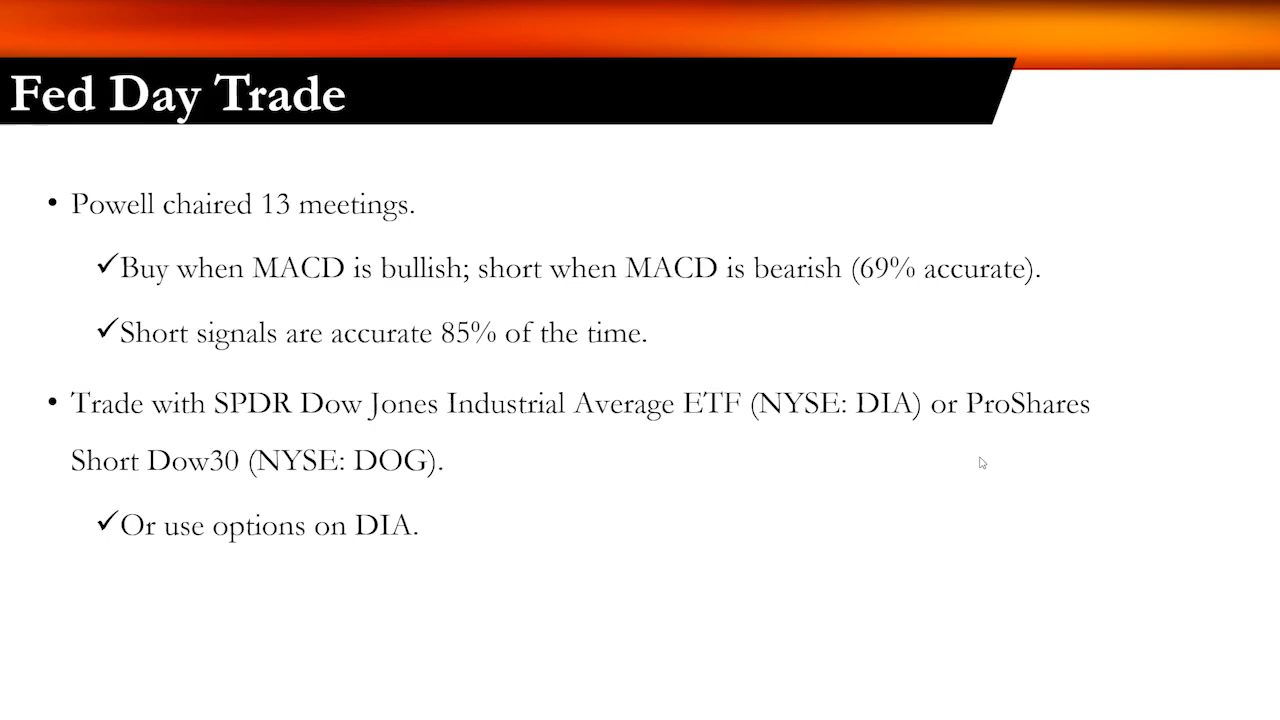 Fed Day Trade
• Powell chaired 13 meetings.
✓Buy when MACD is bullish; short when MACD is bearish (69% accurate).
✓Short signals are accurate 85% of the time.
• Trade with SPDR Dow Jones Industrial Average ETF (NYSE: DIA) or ProShares
Short Dow30 (NYSE: DOG).
✓Or use options on DIA.